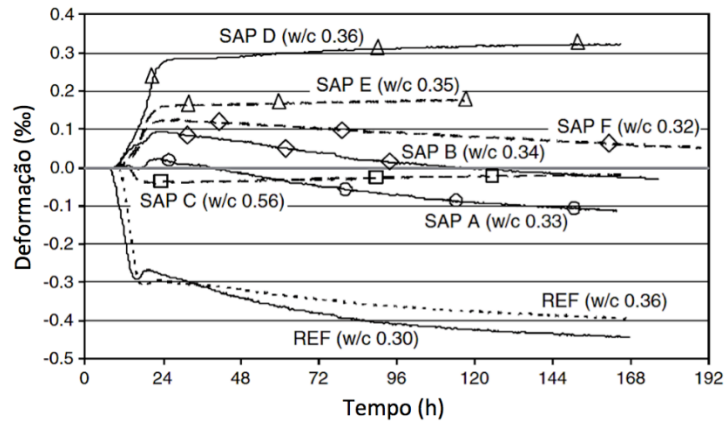 0.4
0.3
0.2
0.1
0.0
-0.1
-0.2
-0.3
-0.4
-0.5
Deformação (‰)
SAP D (w/c 0.36)
SAP E (w/c 0.35)
SAP F (w/c 0.32)
SAP B (w/c 0.34)
SAP C (w/c 0.56)
SAP A (w/c 0.33)
REF (w/c 0.36)
REF (w/c 0.30)
0 24 48 72 96 120 144 168 192
Tempo (h)